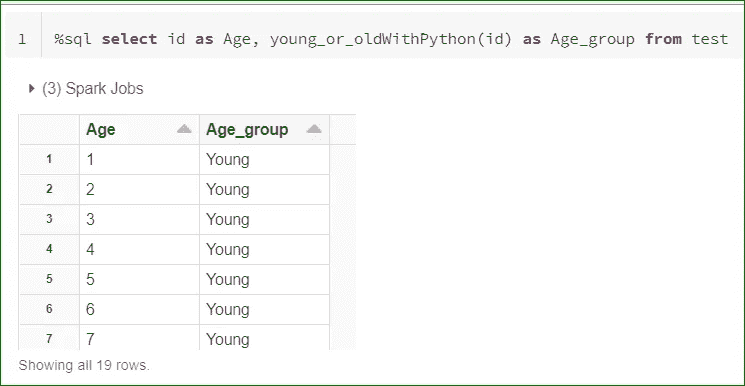 1 %sql select id as Age, young_or_oldWithPython(id) as Age_group from test
(3) Spark Jobs
Age Age_group
1 1 Young
2 2 Young
3 3 Young
4 4 Young
5 5 Young
6 6 Young
7 7 Young
Showing all 19 rows.